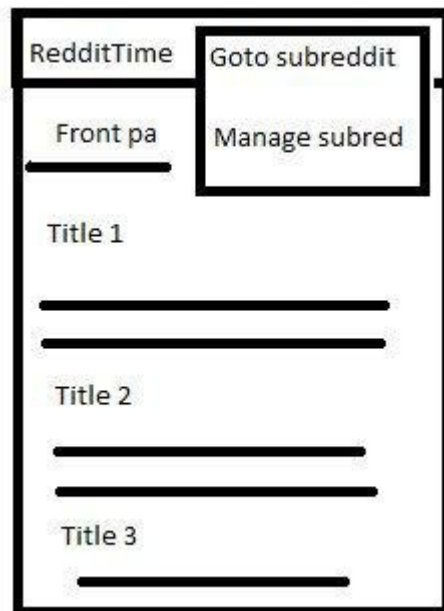 RedditTime
Goto subreddit
Front pa
Manage subred
Title 1
Title 2
Title 3